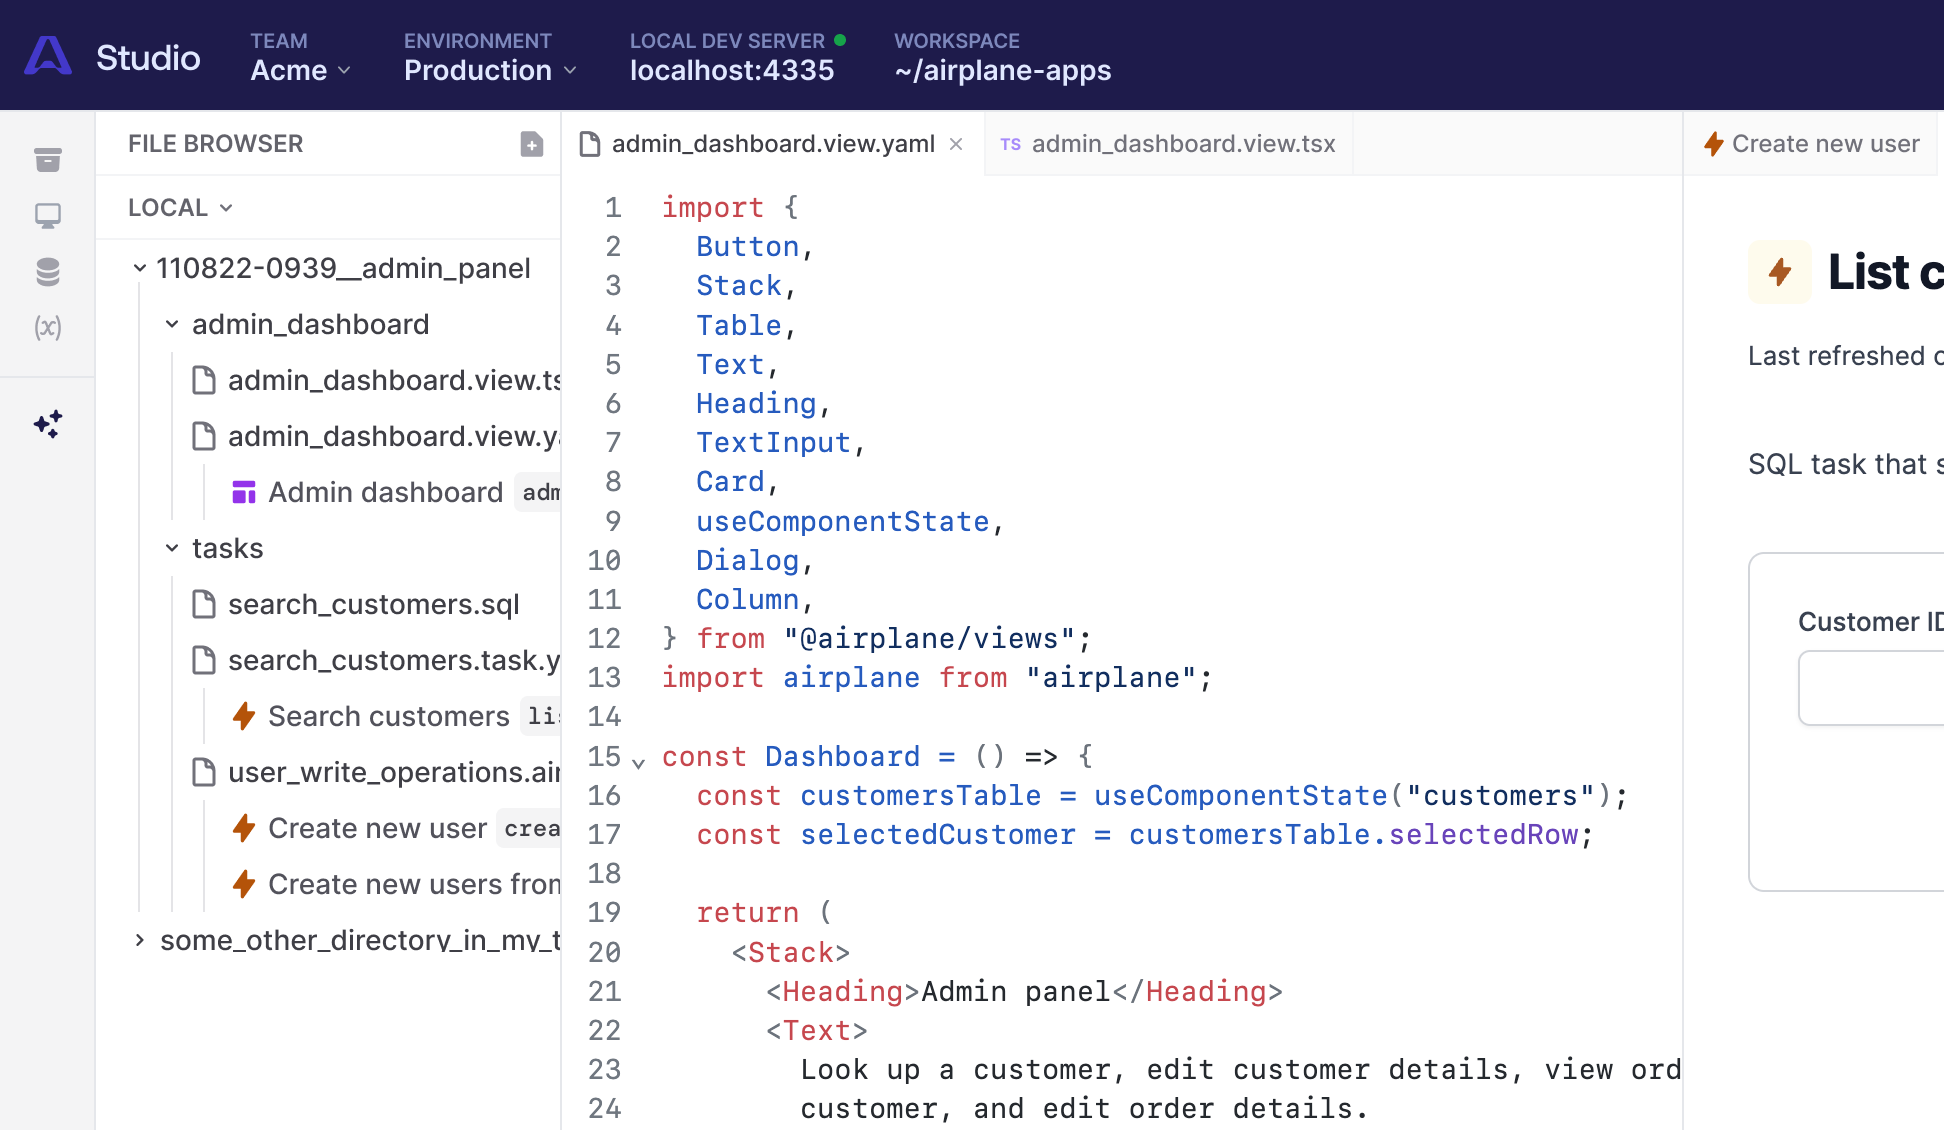 Studio
TEAM
Acme
ENVIRONMENT
Production
LOCAL DEV SERVER
localhost:4335
WORKSPACE
~/airplane-apps
FILE BROWSER
LOCAL
110822-0939__admin_panel
admin_dashboard
admin_dashboard.view.ts
admin_dashboard.view.ya
Admin dashboard adm
tasks
search_customers.sql
search_customers.task.y
Search customers lis
user_write_operations.air
Create new user crea
Create new users from
some_other_directory_in_my_t
(x)
admin_dashboard.view.yaml
TS admin_dashboard.view.tsx
1 import {
2 Button,
3 Stack,
4 Table,
5 Text,
6 Heading,
7 TextInput,
8 Card,
9 useComponentState,
10 Dialog,
11 Column,
12 } from "@airplane/views";
13 import airplane from "airplane";
14
15 const Dashboard = () => {
16 const customersTable = useComponentState("customers");
17 const selectedCustomer = customersTable.selectedRow;
18
19 return (
20 <Stack>
21 <Heading>Admin panel</Heading>
22 <Text>
23 Look up a customer, edit customer details, view ord
24 customer, and edit order details.
Create new user
List c
Last refreshed o
SQL task that s
Customer ID